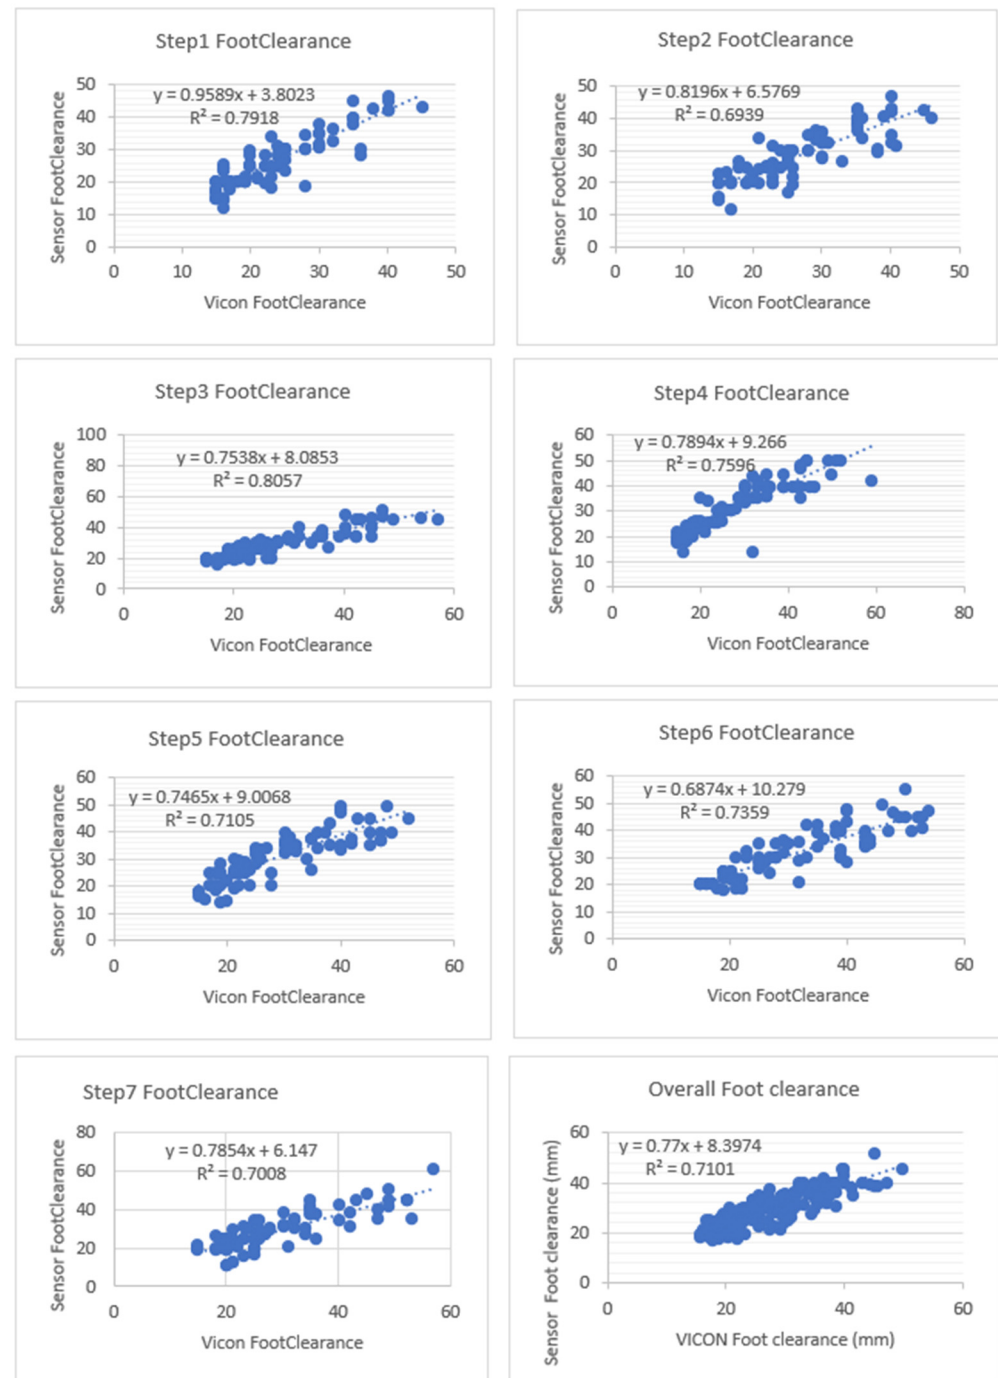 Step1 FootClearance
y = 0.9589x + 3.8023
R² = 0.7918
50
40
30
20
10
0
0 10 20 30 40 50
Sensor FootClearance
Vicon FootClearance
Step2 FootClearance
y = 0.8196x + 6.5769
R² = 0.6939
50
40
30
20
10
0
0 10 20 30 40 50
Sensor FootClearance
Vicon FootClearance
Step3 FootClearance
y = 0.7538x + 8.0853
R² = 0.8057
100
80
60
40
20
0
0 20 40 60
Sensor FootClearance
Vicon FootClearance
Step4 FootClearance
y = 0.7894x + 9.266
R² = 0.7596
60
50
40
30
20
10
0
0 20 40 60 80
Sensor FootClearance
Vicon FootClearance
Step5 FootClearance
y = 0.7465x + 9.0068
R² = 0.7105
60
50
40
30
20
10
0
0 20 40 60
Sensor FootClearance
Vicon FootClearance
Step6 FootClearance
y = 0.6874x + 10.279
R² = 0.7359
60
50
40
30
20
10
0
0 20 40 60
Sensor FootClearance
Vicon FootClearance
Step7 FootClearance
y = 0.7854x + 6.147
R² = 0.7008
80
60
40
20
0
0 20 40 60
Sensor FootClearance
Vicon FootClearance
Overall Foot clearance
y = 0.77x + 8.3974
R² = 0.7101
60
40
20
0
0 20 40 60
Sensor Foot clearance (mm)
VICON Foot clearance (mm)